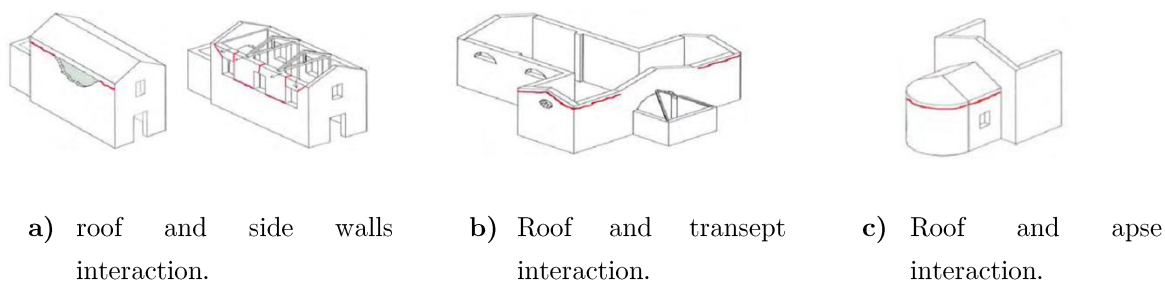 a) roof and side walls
interaction.
b) Roof and transept
interaction.
c) Roof and apse
interaction.